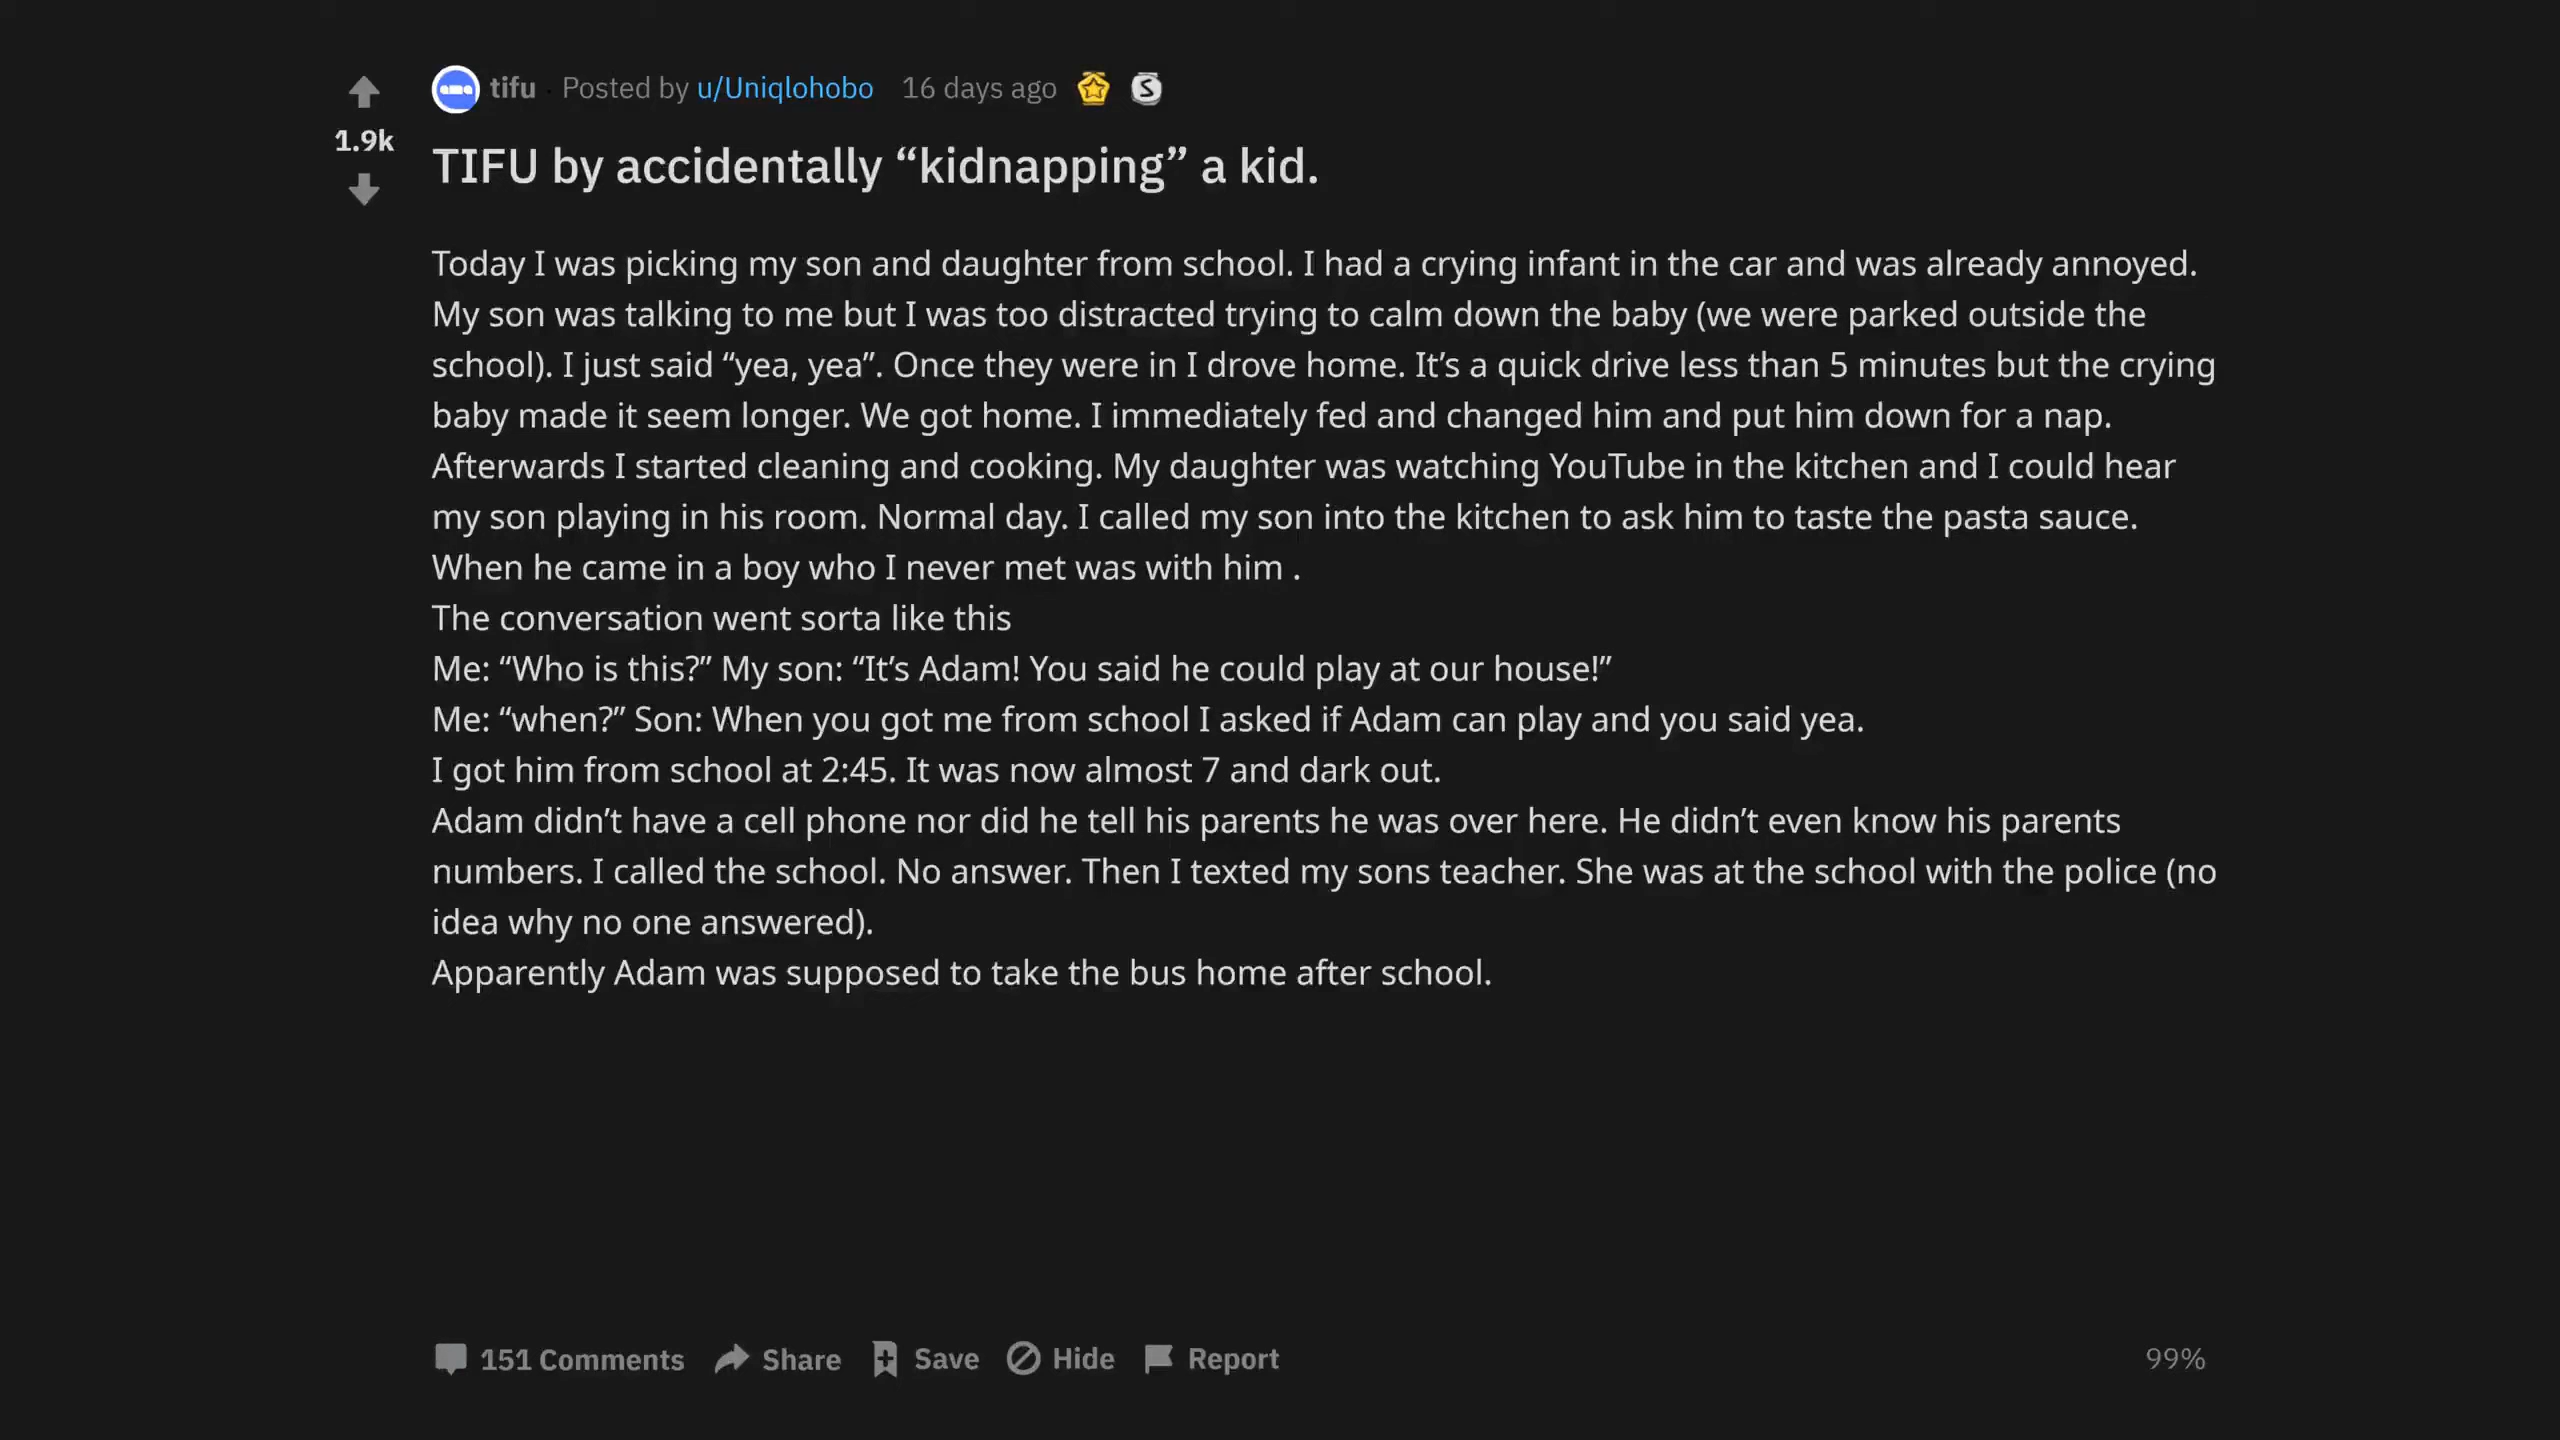 tifu · Posted by u/Uniqlohobo 16 days ago
1.9k
TIFU by accidentally “kidnapping” a kid.
Today I was picking my son and daughter from school. I had a crying infant in the car and was already annoyed.
My son was talking to me but I was too distracted trying to calm down the baby (we were parked outside the
school). I just said “yea, yea”. Once they were in I drove home. It’s a quick drive less than 5 minutes but the crying
baby made it seem longer. We got home. I immediately fed and changed him and put him down for a nap.
Afterwards I started cleaning and cooking. My daughter was watching YouTube in the kitchen and I could hear
my son playing in his room. Normal day. I called my son into the kitchen to ask him to taste the pasta sauce.
When he came in a boy who I never met was with him .
The conversation went sorta like this
Me: “Who is this?” My son: “It’s Adam! You said he could play at our house!”
Me: “when?” Son: When you got me from school I asked if Adam can play and you said yea.
I got him from school at 2:45. It was now almost 7 and dark out.
Adam didn’t have a cell phone nor did he tell his parents he was over here. He didn’t even know his parents
numbers. I called the school. No answer. Then I texted my sons teacher. She was at the school with the police (no
idea why no one answered).
Apparently Adam was supposed to take the bus home after school.
151 Comments Share Save Hide Report 99%